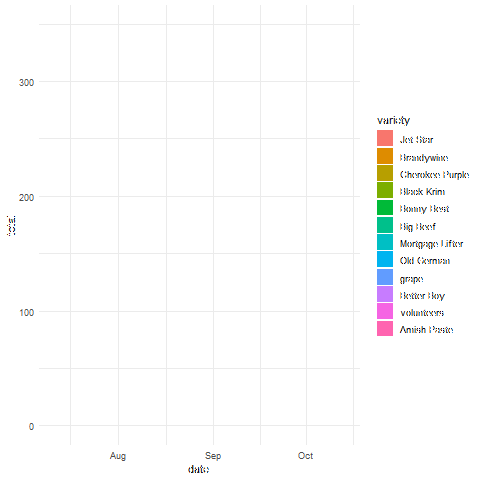 300
200
100
0
total
Aug
Sep
Oct
date
variety
Jet Star
Brandywine
Cherokee Purple
Black Krim
Bonny Best
Big Beef
Mortgage Lifter
Old German
grape
Better Boy
volunteers
Amish Paste